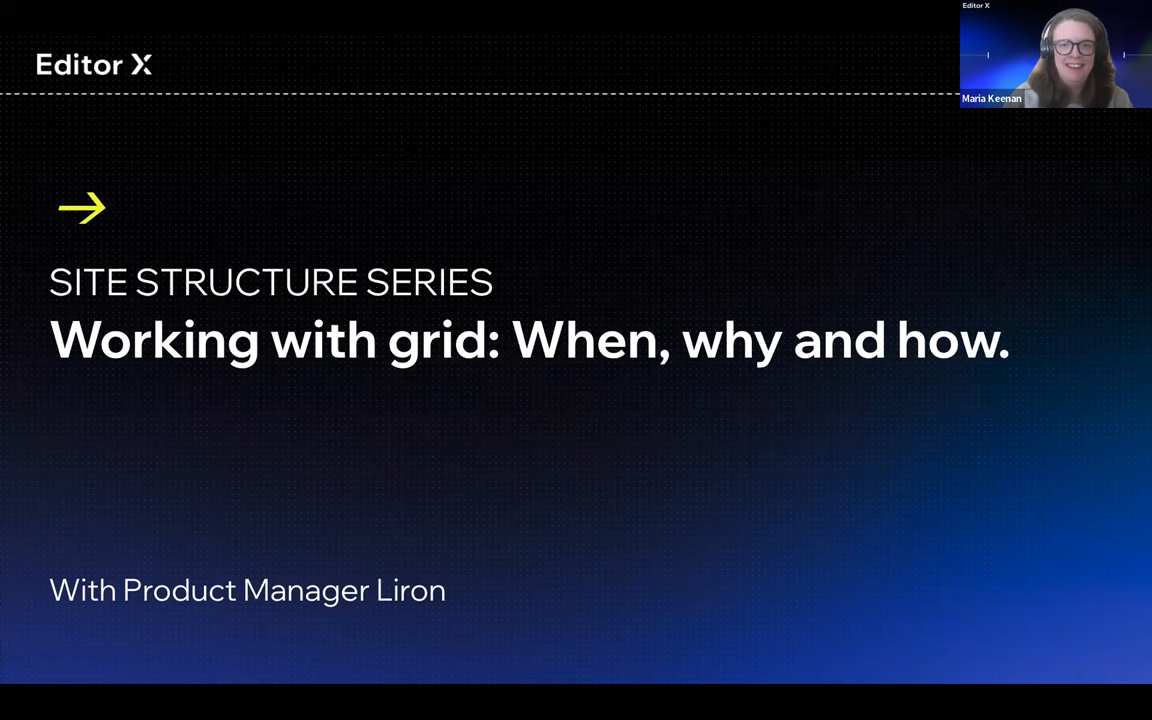 Editor X
Editor X
Maria Keenan
SITE STRUCTURE SERIES
Working with grid: When, why and how.
With Product Manager Liron